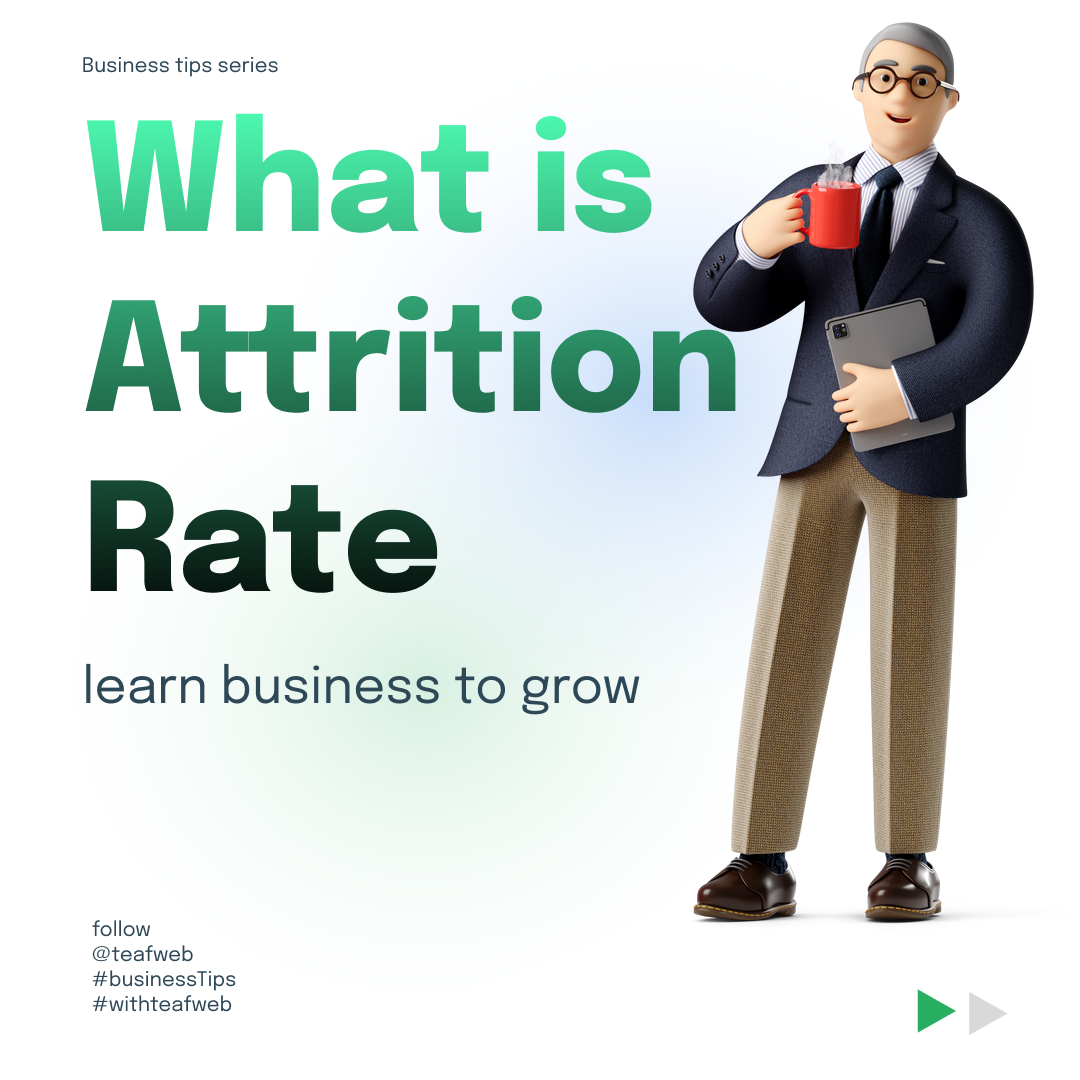 Business tips series
What is
Attrition
Rate
learn business to grow
follow
@teafweb
#businessTips
#withteafweb